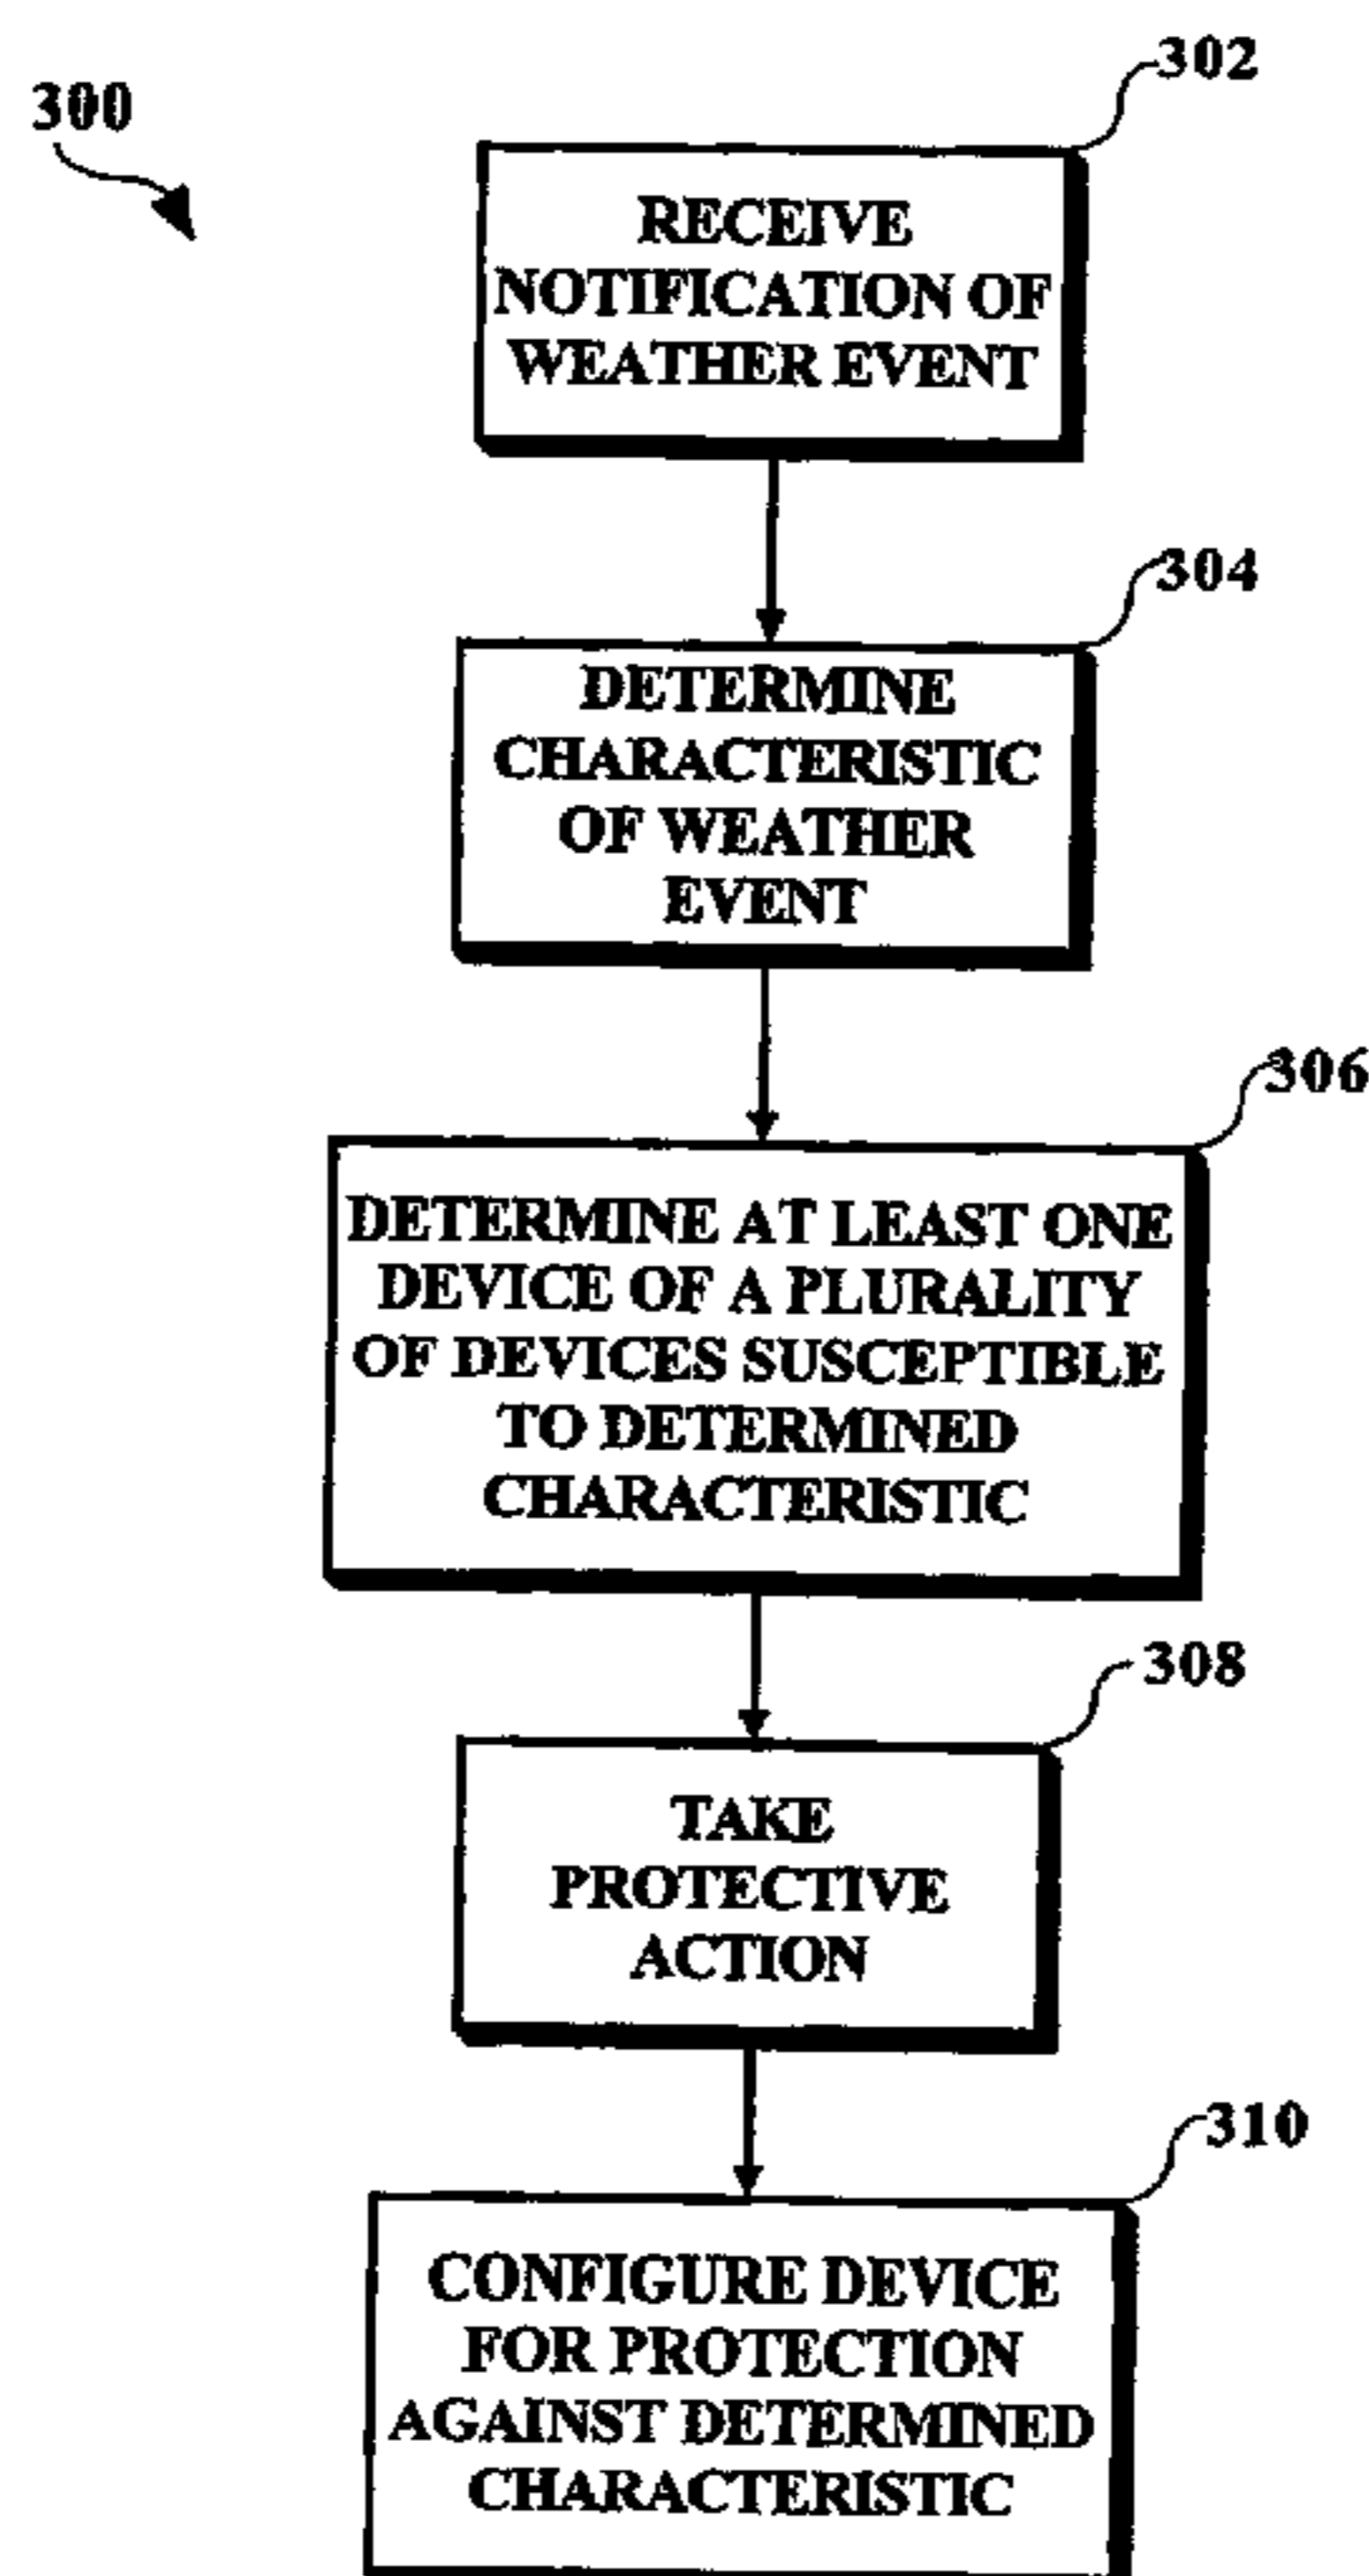 300
302
RECEIVE
NOTIFICATION OF
WEATHER EVENT
304
DETERMINE
CHARACTERISTIC
OF WEATHER
EVENT
306
DETERMINE AT LEAST ONE
DEVICE OF A PLURALITY
OF DEVICES SUSCEPTIBLE
TO DETERMINED
CHARACTERISTIC
308
TAKE
PROTECTIVE
ACTION
310
CONFIGURE DEVICE
FOR PROTECTION
AGAINST DETERMINED
CHARACTERISTIC